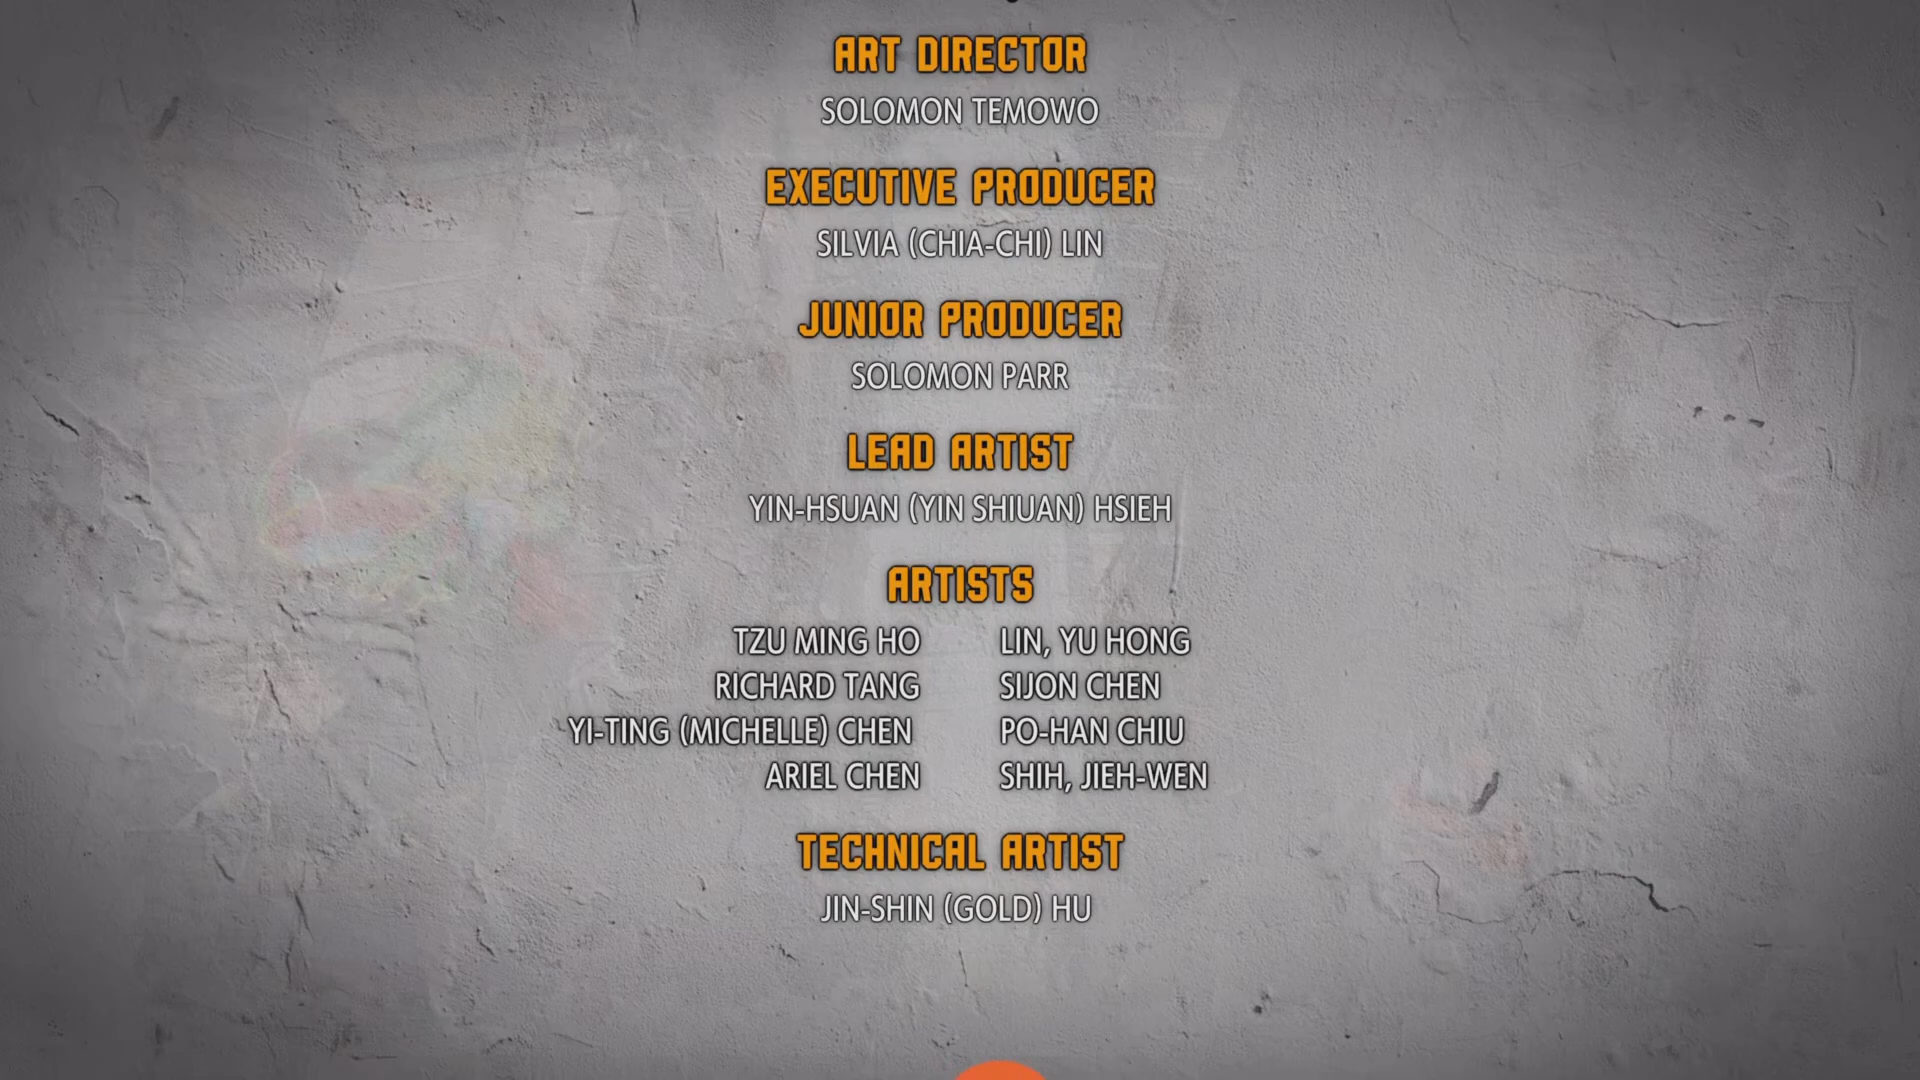 ART DIRECTOR
SOLOMON TEMOWO
EXECUTIVE PRODUCER
SILVIA (CHIA-CHI) LIN
JUNIOR PRODUCER
SOLOMON PARR
LEAD ARTIST
YIN-HSUAN (YIN SHIUAN) HSIEH
ARTISTS
TZU MING HO LIN, YU HONG
RICHARD TANG SIJON CHEN
YI-TING (MICHELLE) CHEN PO-HAN CHIU
ARIEL CHEN SHIH, JIEH-WEN
TECHNICAL ARTIST
JIN-SHIN (GOLD) HU